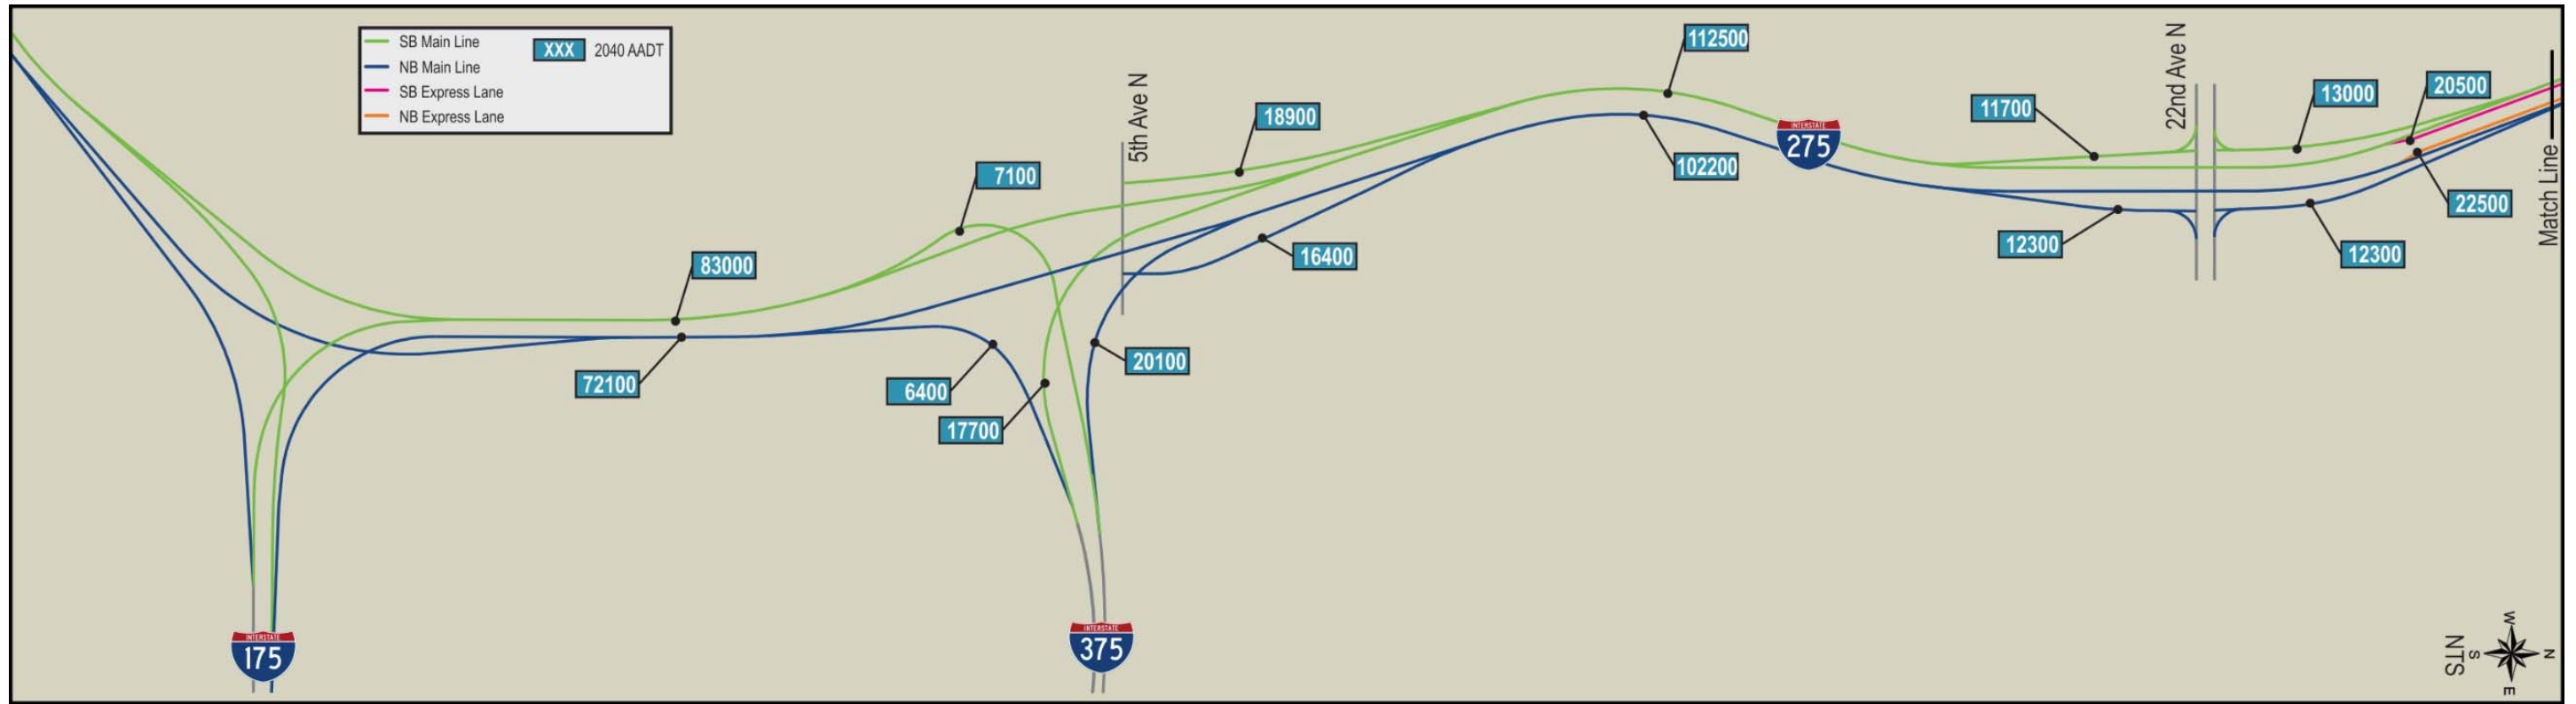 SB Main Line
XXX 2040 AADT
NB Main Line
SB Express Lane
NB Express Lane
112500
22nd Ave N
5th Ave N
20500
13000
11700
18900
INTERSTATE
275
Match Line
102200
7100
22500
12300
12300
16400
83000
20100
72100
6400
17700
INTERSTATE
175
INTERSTATE
375
NTS
W
S
N
E